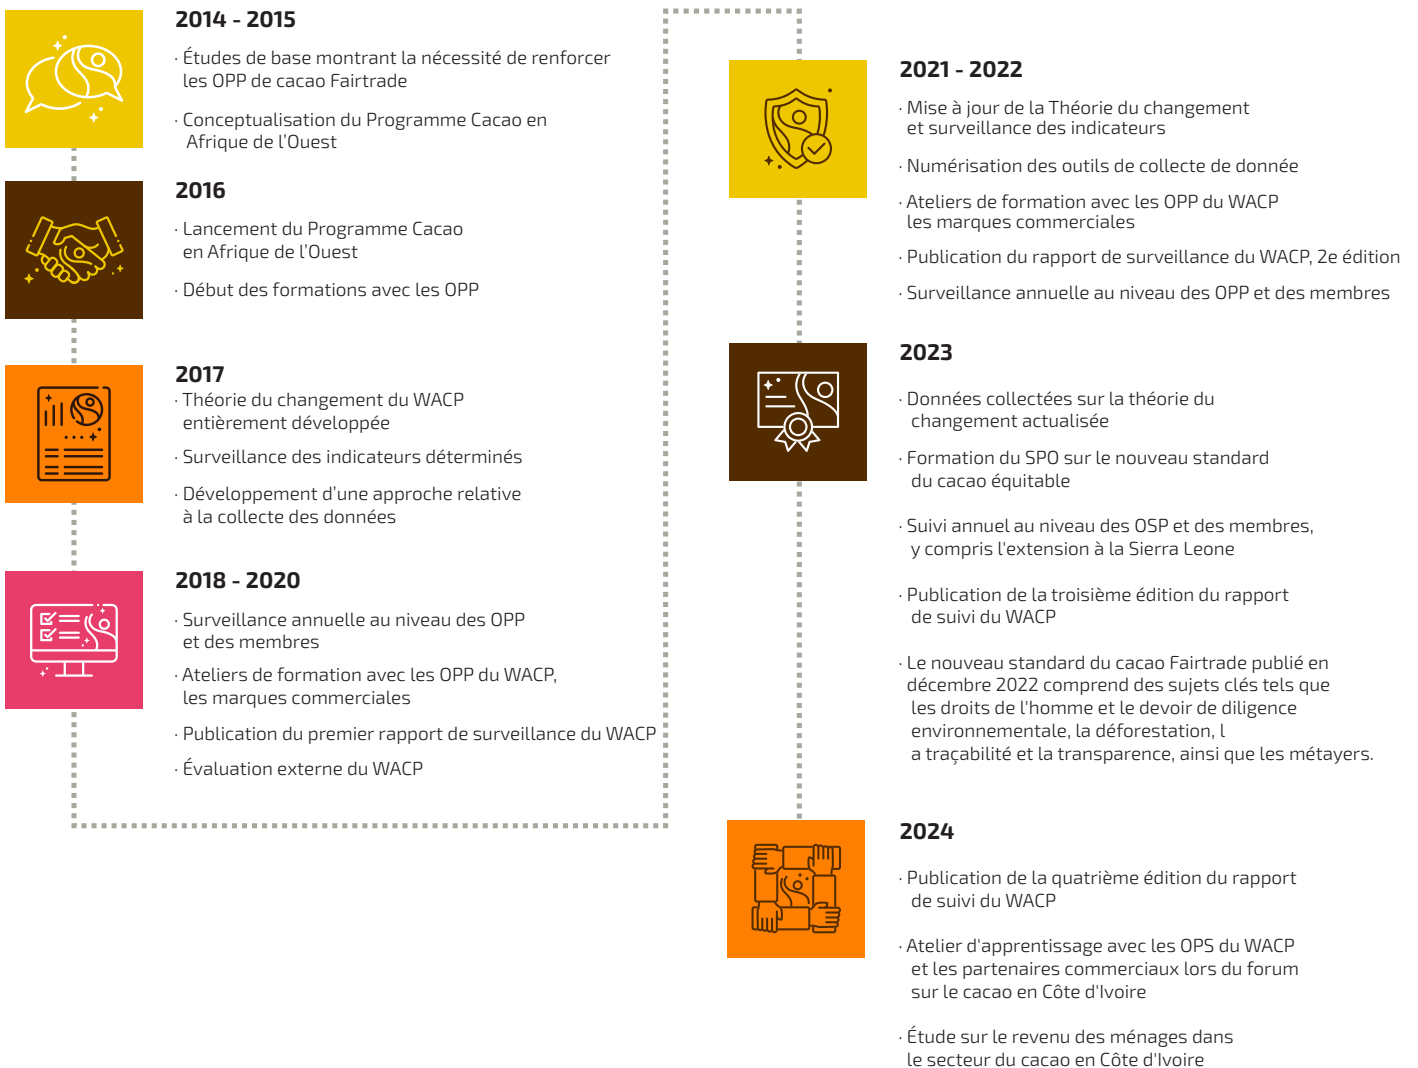 2014 - 2015
· Études de base montrant la nécessité de renforcer
les OPP de cacao Fairtrade
· Conceptualisation du Programme Cacao en
Afrique de l’Ouest
2016
· Lancement du Programme Cacao
en Afrique de l’Ouest
· Début des formations avec les OPP
2017
· Théorie du changement du WACP
entièrement développée
· Surveillance des indicateurs déterminés
· Développement d’une approche relative
à la collecte des données
2018 - 2020
· Surveillance annuelle au niveau des OPP
et des membres
· Ateliers de formation avec les OPP du WACP,
les marques commerciales
· Publication du premier rapport de surveillance du WACP
· Évaluation externe du WACP
2021 - 2022
· Mise à jour de la Théorie du changement
et surveillance des indicateurs
· Numérisation des outils de collecte de donnée
· Ateliers de formation avec les OPP du WACP
les marques commerciales
· Publication du rapport de surveillance du WACP, 2e édition
· Surveillance annuelle au niveau des OPP et des membres
2023
· Données collectées sur la théorie du
changement actualisée
· Formation du SPO sur le nouveau standard
du cacao équitable
· Suivi annuel au niveau des OSP et des membres,
y compris l'extension à la Sierra Leone
· Publication de la troisième édition du rapport
de suivi du WACP
· Le nouveau standard du cacao Fairtrade publié en
décembre 2022 comprend des sujets clés tels que
les droits de l'homme et le devoir de diligence
environnementale, la déforestation, l
a traçabilité et la transparence, ainsi que les métayers.
2024
· Publication de la quatrième édition du rapport
de suivi du WACP
· Atelier d'apprentissage avec les OPS du WACP
et les partenaires commerciaux lors du forum
sur le cacao en Côte d'Ivoire
· Étude sur le revenu des ménages dans
le secteur du cacao en Côte d'Ivoire